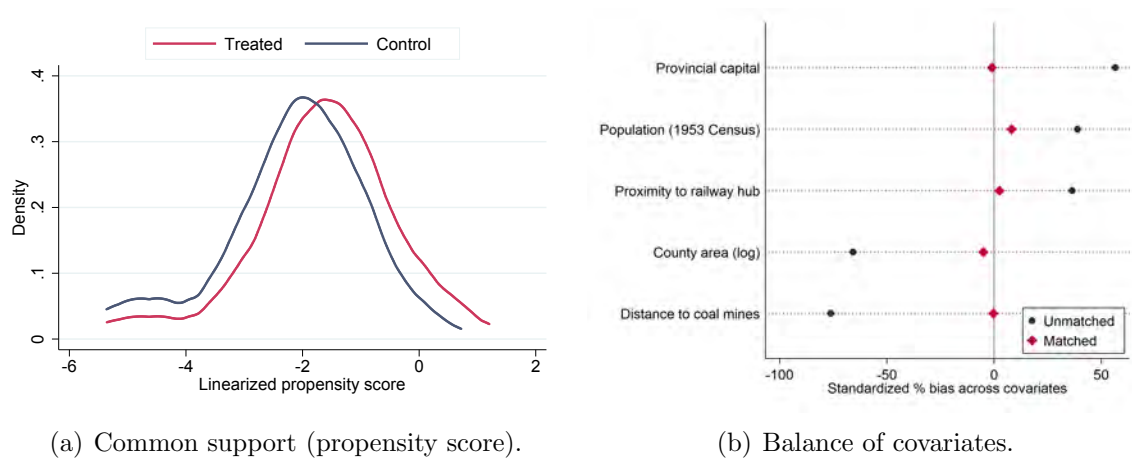 Treated Control
.4
.3
.2
.1
0
Density
-6 -4 -2 0 2
Linearized propensity score
(a) Common support (propensity score).
Provincial capital
Population (1953 Census)
Proximity to railway hub
County area (log)
Distance to coal mines
Unmatched
Matched
-100 -50 0 50
Standardized % bias across covariates
(b) Balance of covariates.